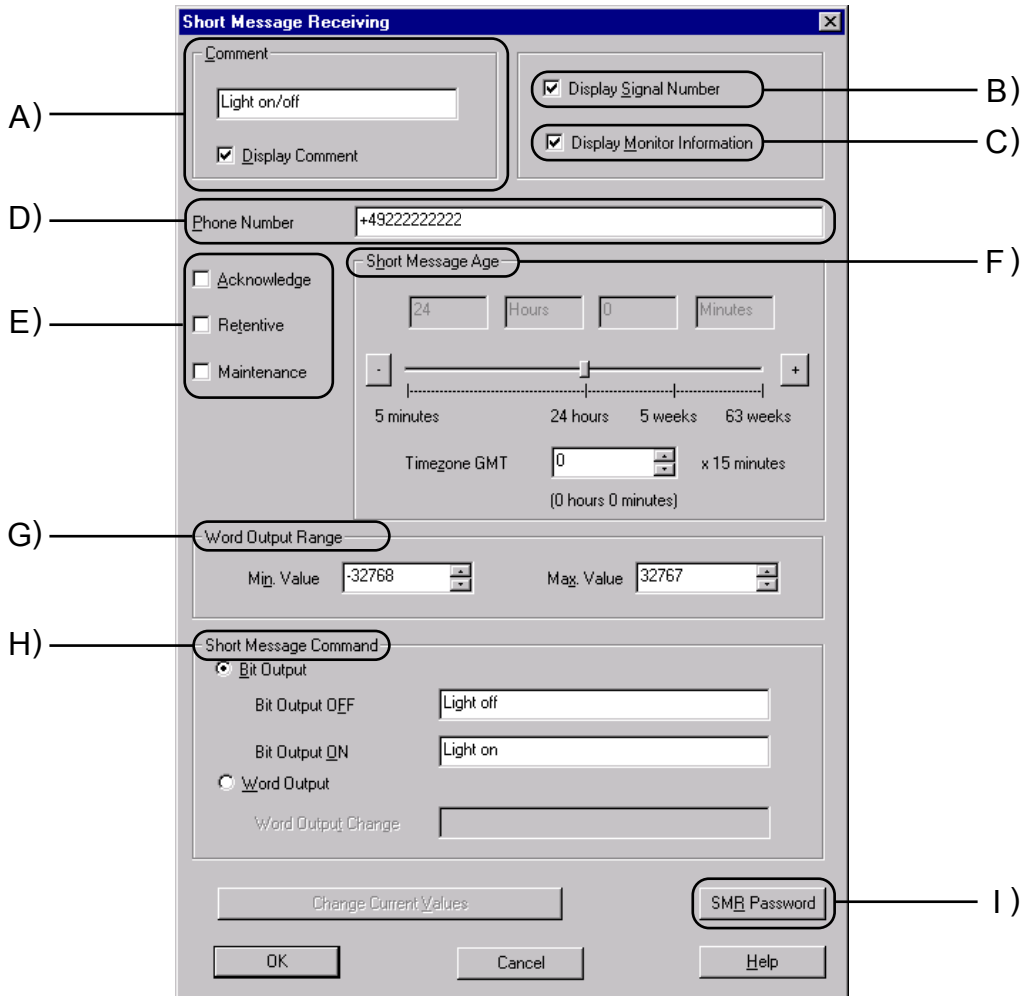 Short Message Receiving
Comment
Light on/off
Display Comment
Display Signal Number
Display Monitor Information
A)
B)
C)
D)
Phone Number
+49222222222
E)
Acknowledge
Retentive
Maintenance
Short Message Age
F)
24 Hours 0 Minutes
- +
5 minutes 24 hours 5 weeks 63 weeks
Timezone GMT 0 x 15 minutes
(0 hours 0 minutes)
G)
Word Output Range
Min. Value -32768 Max. Value 32767
H)
Short Message Command
Bit Output
Bit Output OFF Light off
Bit Output ON Light on
Word Output
Word Output Change
Change Current Values
SMR Password
I)
OK Cancel Help